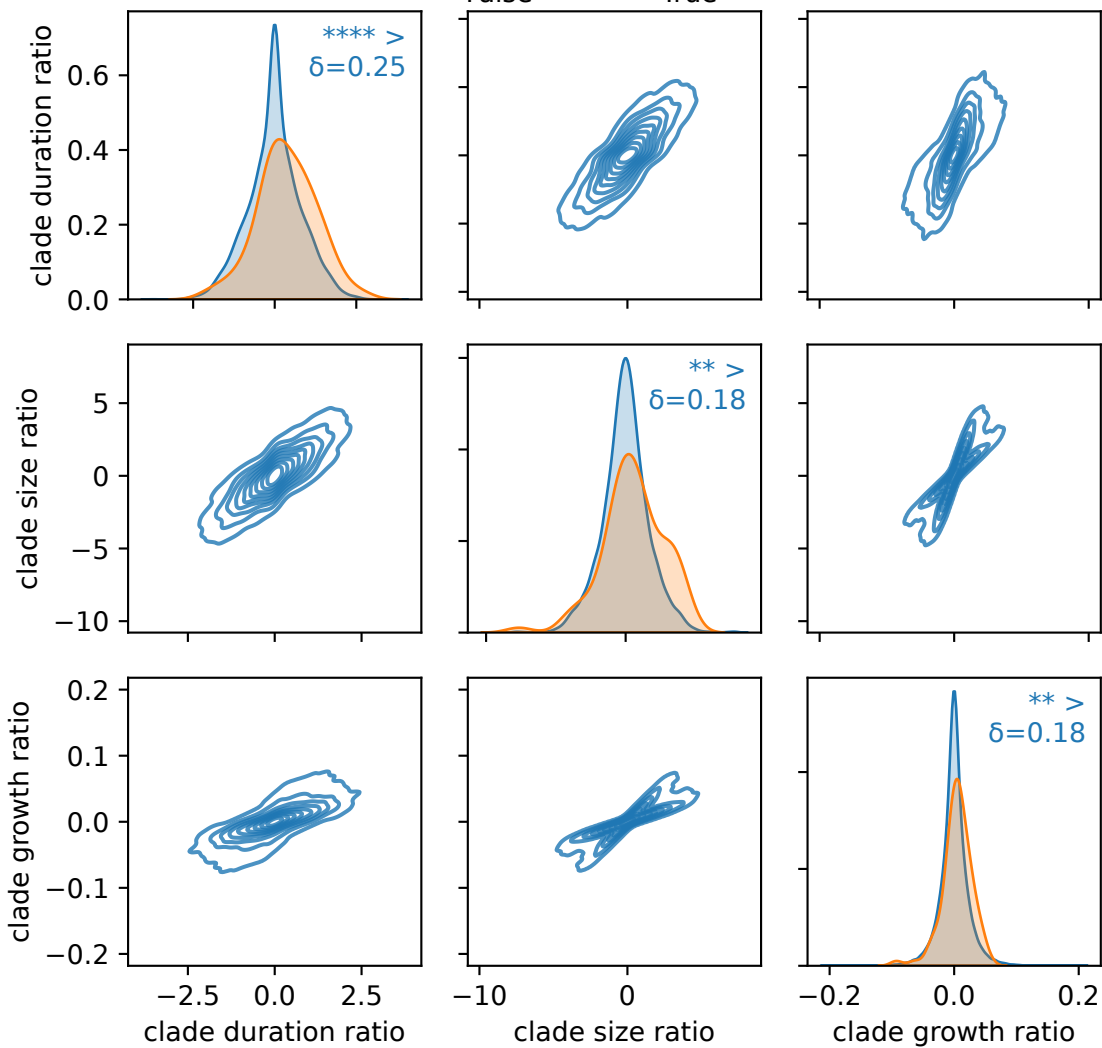 True
clade duration ratio
0.6
0.4
0.2
0.0
**** >
δ=0.25
clade size ratio
5
0
−5
−10
** >
δ=0.18
clade growth ratio
0.2
0.1
0.0
−0.1
−0.2
** >
δ=0.18
−2.5 0.0 2.5
−10 0
−0.2 0.0 0.2
clade duration ratio
clade size ratio
clade growth ratio